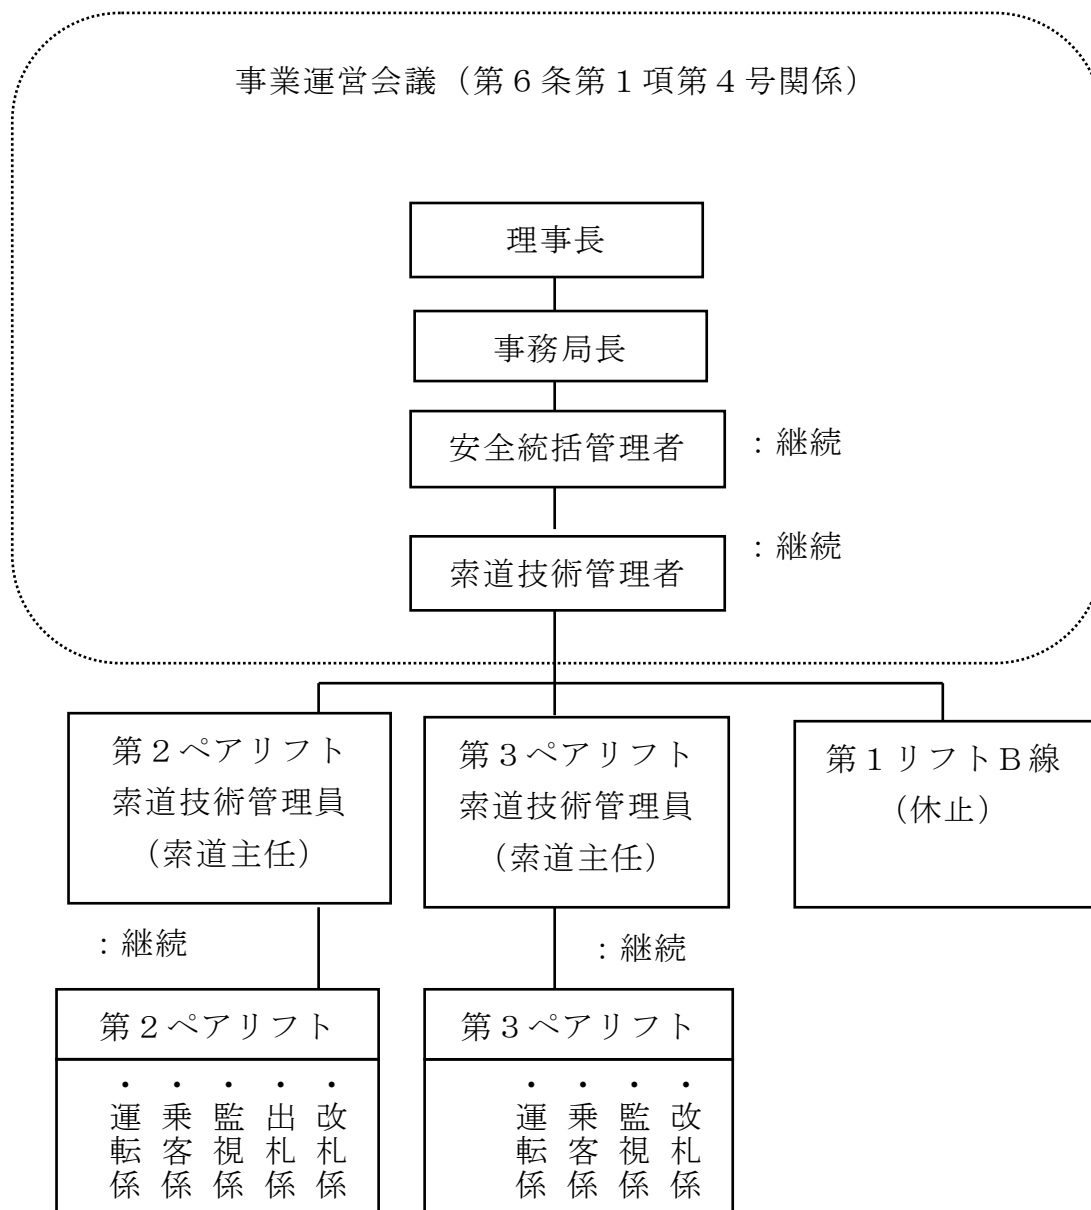 事業運営会議（第６条第１項第４号関係）
理事長
事務局長
安全統括管理者
：継続
索道技術管理者
：継続
第２ペアリフト
索道技術管理員
（索道主任）
：継続
第３ペアリフト
索道技術管理員
（索道主任）
：継続
第１リフトＢ線
（休止）
第２ペアリフト
・改札係
・出札係
・監視係
・乗客係
・運転係
第３ペアリフト
・改札係
・監視係
・乗客係
・運転係